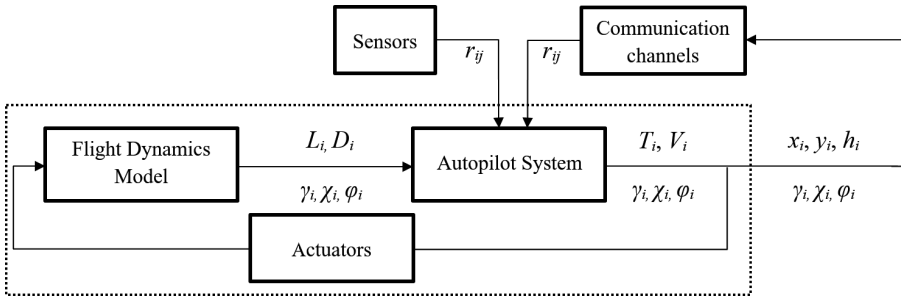 Sensors
Communication
channels
r_ij
r_ij
Flight Dynamics
Model
L_i, D_i
γ_i, χ_i, φ_i
Autopilot System
T_i, V_i
γ_i, χ_i, φ_i
x_i, y_i, h_i
γ_i, χ_i, φ_i
Actuators